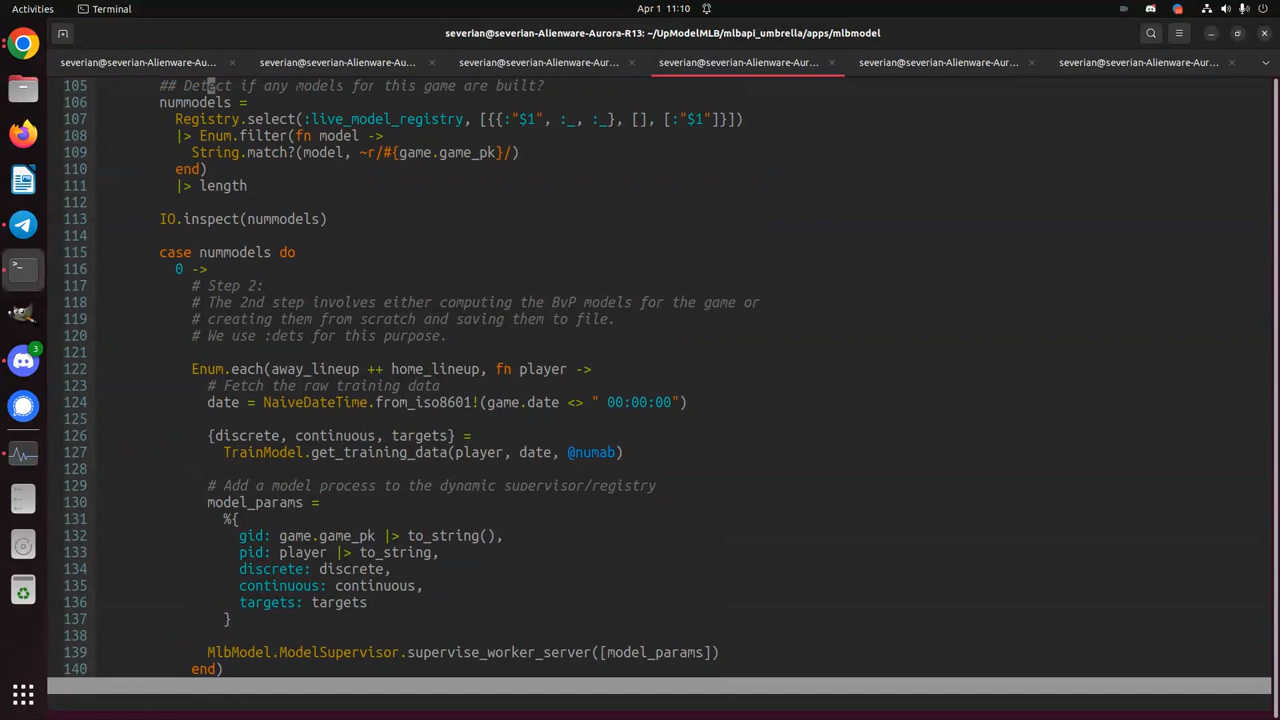 Activities
Terminal
Apr 1 11:10
severian@severian-Alienware-Aurora-R13: ~/UpModelMLB/mlbapi_umbrella/apps/mlbmodel
severian@severian-Alienware-Aur... × severian@severian-Alienware-Aur... × severian@severian-Alienware-Aur... × severian@severian-Alienware-Aur... × severian@severian-Alienware-Aur... × severian@severian-Alienware-Aur... ×
105 ## Detect if any models for this game are built?
106 nummodels =
107 Registry.select(:live_model_registry, [{{:"$1", :_, :_}, [], [:"$1"]}])
108 |> Enum.filter(fn model ->
109 String.match?(model, ~r/#{game.game_pk}/)
110 end)
111 |> length
112
113 IO.inspect(nummodels)
114
115 case nummodels do
116 0 ->
117 # Step 2:
118 # The 2nd step involves either computing the BvP models for the game or
119 # creating them from scratch and saving them to file.
120 # We use :dets for this purpose.
121
122 Enum.each(away_lineup ++ home_lineup, fn player ->
123 # Fetch the raw training data
124 date = NaiveDateTime.from_iso8601!(game.date <> " 00:00:00")
125
126 {discrete, continuous, targets} =
127 TrainModel.get_training_data(player, date, @numab)
128
129 # Add a model process to the dynamic supervisor/registry
130 model_params =
131 %{
132 gid: game.game_pk |> to_string(),
133 pid: player |> to_string,
134 discrete: discrete,
135 continuous: continuous,
136 targets: targets
137 }
138
139 MlbModel.ModelSupervisor.supervise_worker_server([model_params])
140 end)
3